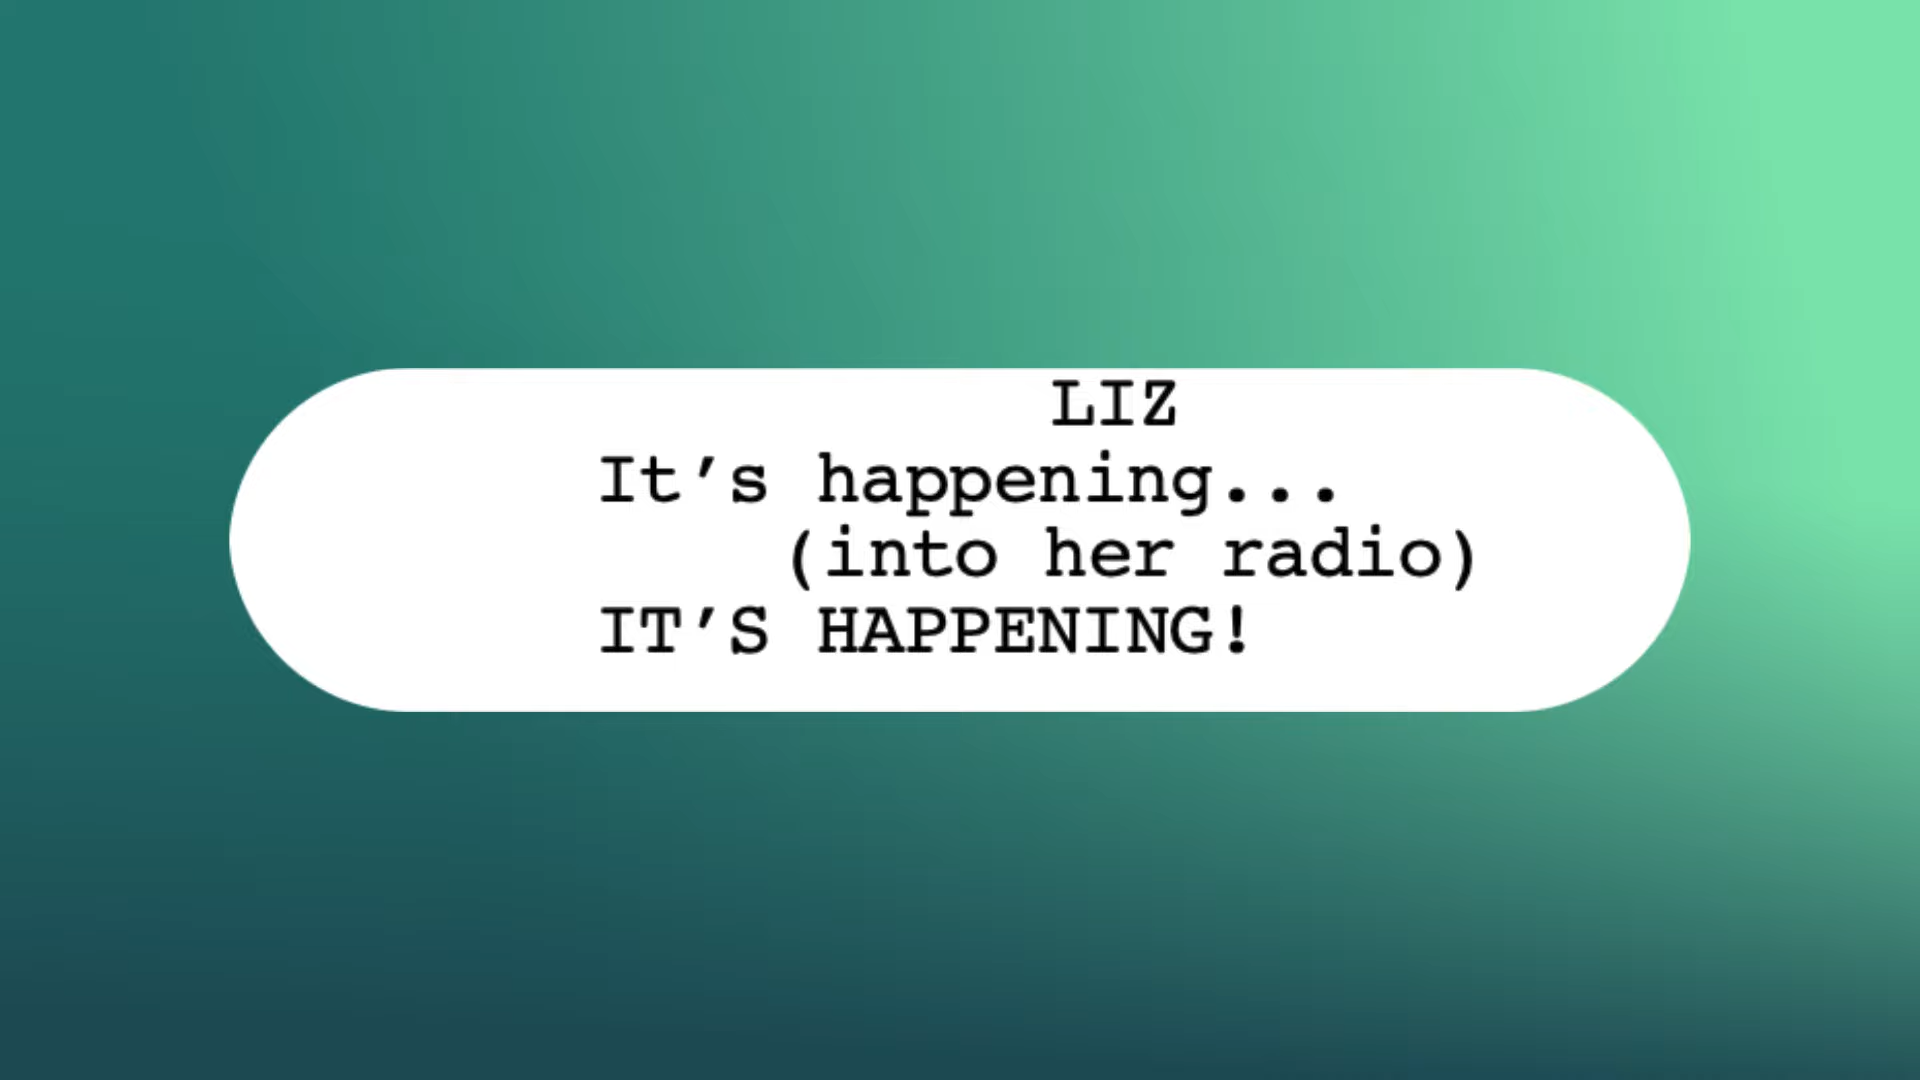 LIZ
It’s happening...
(into her radio)
IT’S HAPPENING!